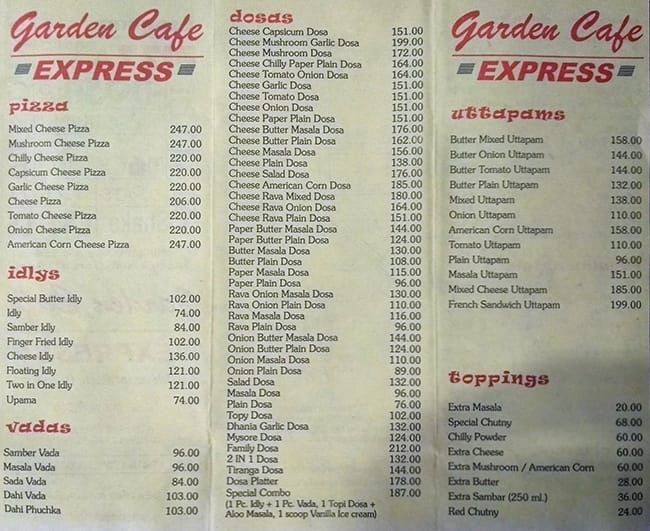 Garden Cafe
EXPRESS
pizza
Mixed Cheese Pizza 247.00
Mushroom Cheese Pizza 247.00
Chilly Cheese Pizza 220.00
Capsicum Cheese Pizza 220.00
Garlic Cheese Pizza 220.00
Cheese Pizza 206.00
Tomato Cheese Pizza 220.00
Onion Cheese Pizza 220.00
American Corn Cheese Pizza 247.00
idlys
Special Butter Idly 102.00
Idly 74.00
Samber Idly 84.00
Finger Fried Idly 102.00
Cheese Idly 136.00
Floating Idly 121.00
Two in One Idly 121.00
Upama 74.00
vadas
Samber Vada 96.00
Masala Vada 96.00
Sada Vada 84.00
Dahi Vada 103.00
Dahi Phuchka 103.00
dosas
Cheese Capsicum Dosa 151.00
Cheese Mushroom Garlic Dosa 199.00
Cheese Mushroom Dosa 172.00
Cheese Chilly Paper Plain Dosa 164.00
Cheese Tomato Onion Dosa 164.00
Cheese Garlic Dosa 151.00
Cheese Tomato Dosa 151.00
Cheese Onion Dosa 151.00
Cheese Paper Plain Dosa 151.00
Cheese Butter Masala Dosa 176.00
Cheese Butter Plain Dosa 162.00
Cheese Masala Dosa 156.00
Cheese Plain Dosa 138.00
Cheese Salad Dosa 176.00
Cheese American Corn Dosa 185.00
Cheese Rava Mixed Dosa 180.00
Cheese Rava Onion Dosa 164.00
Cheese Rava Plain Dosa 151.00
Paper Butter Masala Dosa 144.00
Paper Butter Plain Dosa 124.00
Butter Masala Dosa 130.00
Butter Plain Dosa 108.00
Paper Masala Dosa 115.00
Paper Plain Dosa 96.00
Rava Onion Masala Dosa 130.00
Rava Onion Plain Dosa 110.00
Rava Masala Dosa 116.00
Rava Plain Dosa 96.00
Onion Butter Masala Dosa 144.00
Onion Butter Plain Dosa 124.00
Onion Masala Dosa 110.00
Onion Plain Dosa 89.00
Salad Dosa 132.00
Masala Dosa 96.00
Plain Dosa 76.00
Topy Dosa 102.00
Dhania Garlic Dosa 132.00
Mysore Dosa 124.00
Family Dosa 212.00
2 IN 1 Dosa 132.00
Tiranga Dosa 144.00
Dosa Platter 178.00
Special Combo 187.00
(1 Pc. Idly + 1 Pc. Vada, 1 Topi Dosa +
Aloo Masala, 1 scoop Vanilla Ice cream)
Garden Cafe
EXPRESS
uttapams
Butter Mixed Uttapam 158.00
Butter Onion Uttapam 144.00
Butter Tomato Uttapam 144.00
Butter Plain Uttapam 132.00
Mixed Uttapam 138.00
Onion Uttapam 110.00
American Corn Uttapam 158.00
Tomato Uttapam 110.00
Plain Uttapam 96.00
Masala Uttapam 151.00
Mixed Cheese Uttapam 185.00
French Sandwich Uttapam 199.00
toppings
Extra Masala 20.00
Special Chutny 68.00
Chilly Powder 60.00
Extra Cheese 60.00
Extra Mushroom / American Corn 60.00
Extra Butter 28.00
Extra Sambar (250 ml.) 36.00
Red Chutny 24.00